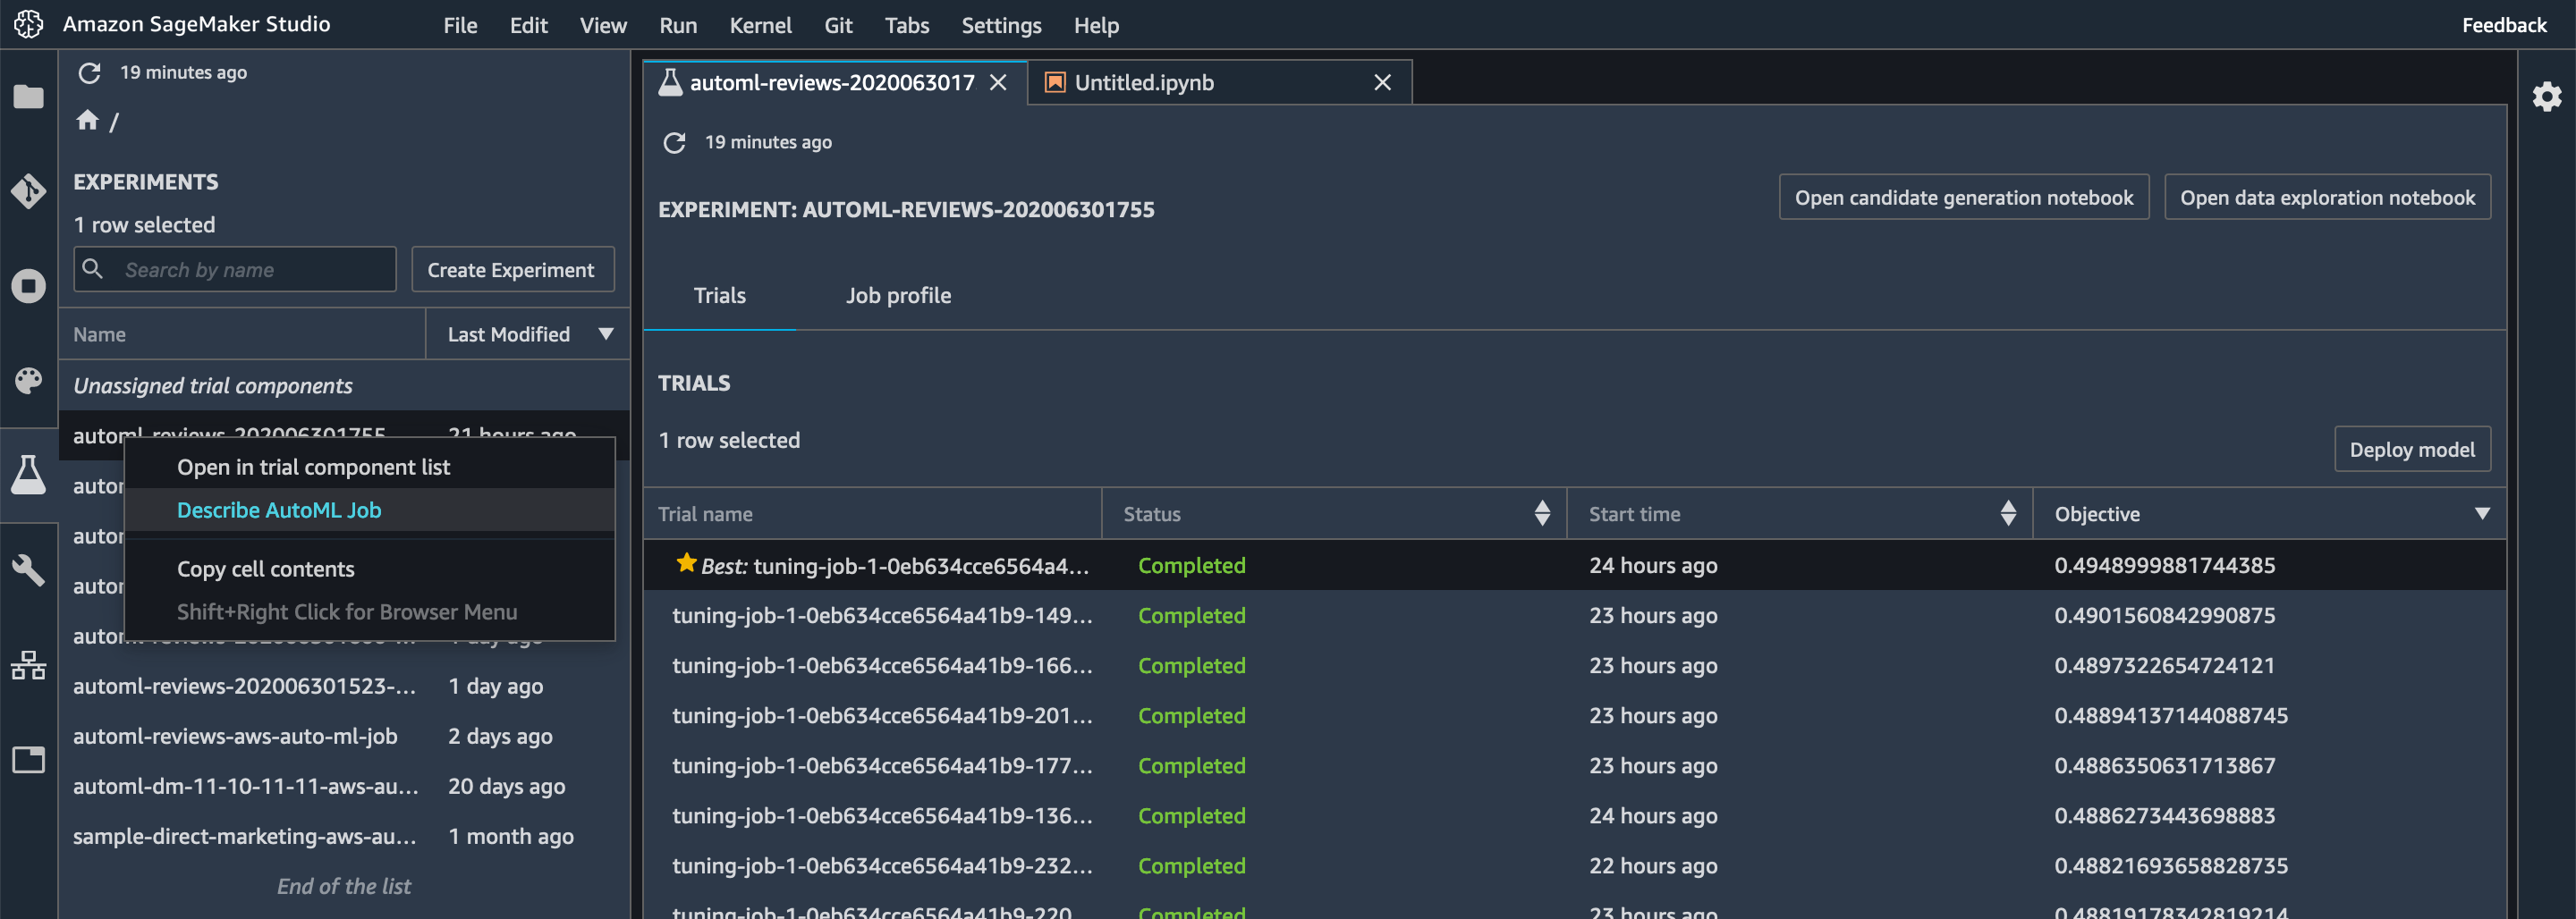 Amazon SageMaker Studio File Edit View Run Kernel Git Tabs Settings Help Feedback
19 minutes ago
/
EXPERIMENTS
1 row selected
Search by name Create Experiment
Name Last Modified
Unassigned trial components
automl-reviews-202006301755 21 hours ago
Open in trial component list
autor
Describe AutoML Job
autor
Copy cell contents
autor
Shift+Right Click for Browser Menu
automl-reviews-202006301523-... 1 day ago
automl-reviews-aws-auto-ml-job 2 days ago
automl-dm-11-10-11-11-aws-au... 20 days ago
sample-direct-marketing-aws-au... 1 month ago
End of the list
automl-reviews-2020063017 Untitled.ipynb
19 minutes ago
EXPERIMENT: AUTOML-REVIEWS-202006301755
Open candidate generation notebook Open data exploration notebook
Trials Job profile
TRIALS
1 row selected
Deploy model
Trial name Status Start time Objective
Best: tuning-job-1-0eb634cce6564a4... Completed 24 hours ago 0.4948999881744385
tuning-job-1-0eb634cce6564a41b9-149... Completed 23 hours ago 0.4901560842990875
tuning-job-1-0eb634cce6564a41b9-166... Completed 23 hours ago 0.4897322654724121
tuning-job-1-0eb634cce6564a41b9-201... Completed 23 hours ago 0.48894137144088745
tuning-job-1-0eb634cce6564a41b9-177... Completed 23 hours ago 0.4886350631713867
tuning-job-1-0eb634cce6564a41b9-136... Completed 24 hours ago 0.4886273443698883
tuning-job-1-0eb634cce6564a41b9-232... Completed 22 hours ago 0.48821693658828735
tuning-job-1-0eb634cce6564a41b9-220 Completed 23 hours ago 0.48819178342819214